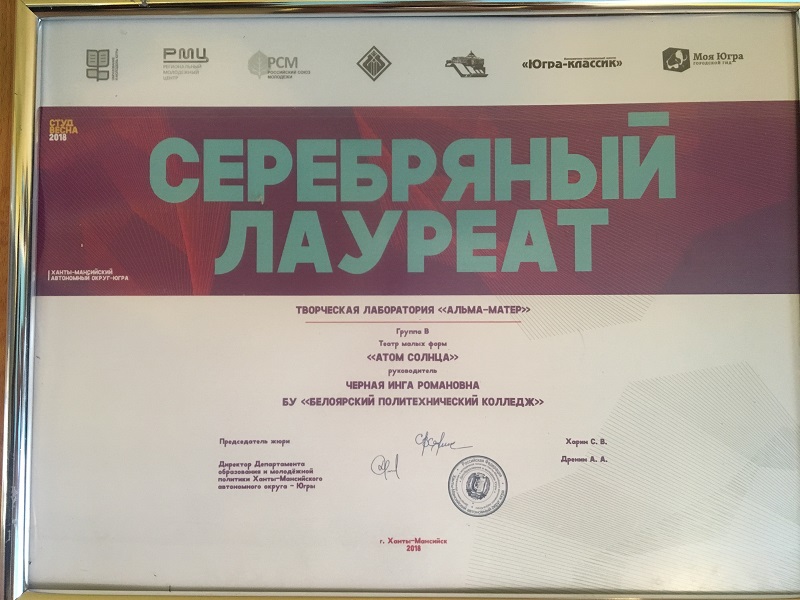 РМЦ
РЕГИОНАЛЬНЫЙ
МОЛОДЕЖНЫЙ
ЦЕНТР
РСМ
РОССИЙСКИЙ СОЮЗ
МОЛОДЕЖИ
«Югра-классик»
Моя Югра
ГОРОДСКОЙ ГИД
СТУД
ВЕСНА
2018
СЕРЕБРЯНЫЙ
ЛАУРЕАТ
ХАНТЫ-МАНСИЙСКИЙ
АВТОНОМНЫЙ ОКРУГ-ЮГРА
ТВОРЧЕСКАЯ ЛАБОРАТОРИЯ «АЛЬМА-МАТЕР»
Группа В
Театр малых форм
«АТОМ СОЛНЦА»
руководитель
ЧЕРНАЯ ИНГА РОМАНОВНА
БУ «БЕЛОЯРСКИЙ ПОЛИТЕХНИЧЕСКИЙ КОЛЛЕДЖ»
Председатель жюри
Харин С. В.
Директор Департамента
образования и молодёжной
политики Ханты-Мансийского
автономного округа - Югры
Дренин А. А.
г. Ханты-Мансийск
2018